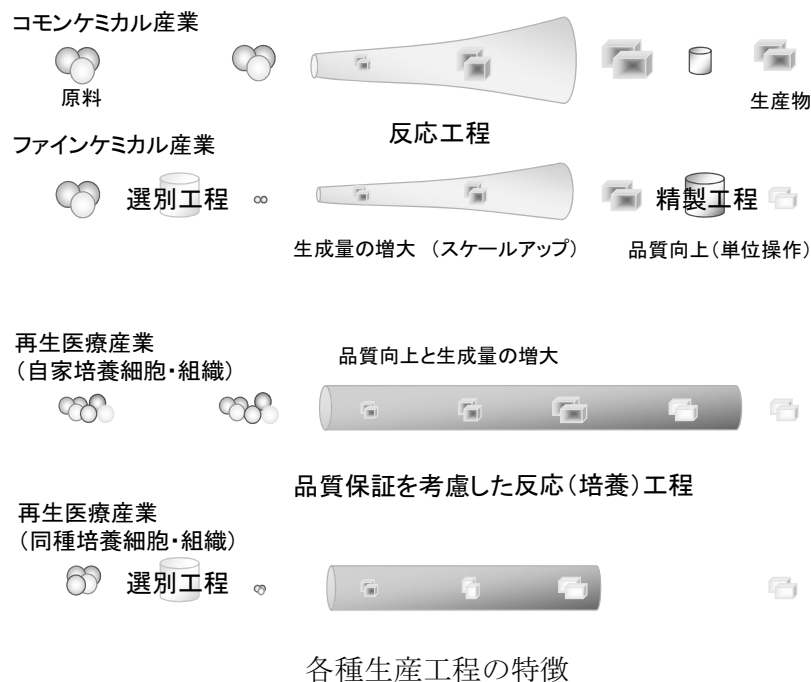 コモンケミカル産業
原料
生産物
反応工程
ファインケミカル産業
選別工程
精製工程
生成量の増大 (スケールアップ)
品質向上(単位操作)
再生医療産業
(自家培養細胞・組織)
品質向上と生成量の増大
品質保証を考慮した反応(培養)工程
再生医療産業
(同種培養細胞・組織)
選別工程
各種生産工程の特徴